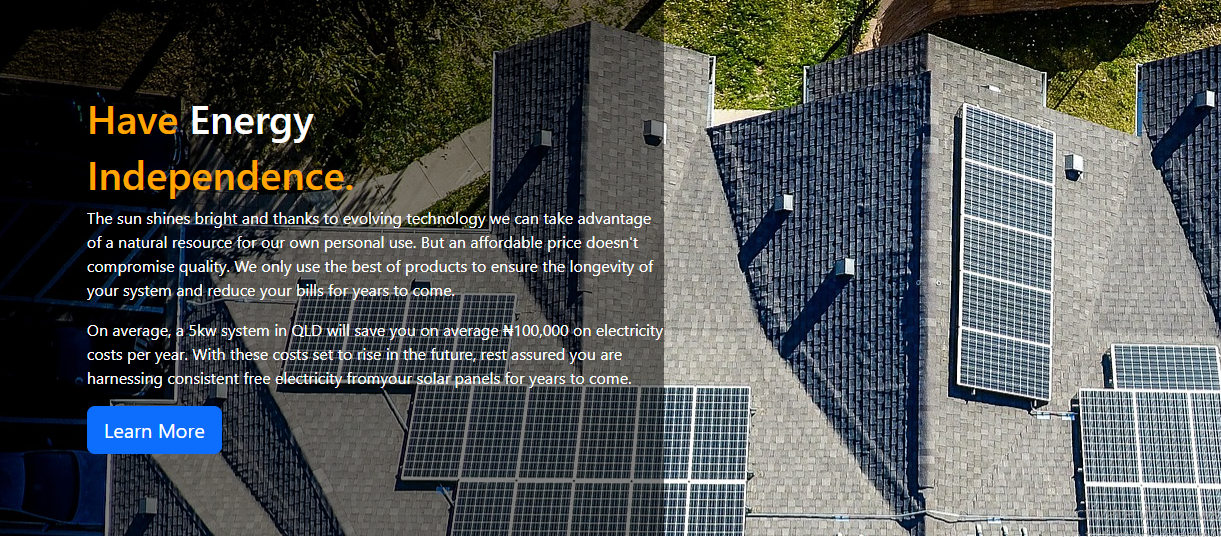 Have Energy
Independence.
The sun shines bright and thanks to evolving technology we can take advantage
of a natural resource for our own personal use. But an affordable price doesn't
compromise quality. We only use the best of products to ensure the longevity of
your system and reduce your bills for years to come.
On average, a 5kw system in QLD will save you on average ₦100,000 on electricity
costs per year. With these costs set to rise in the future, rest assured you are
harnessing consistent free electricity fromyour solar panels for years to come.
Learn More